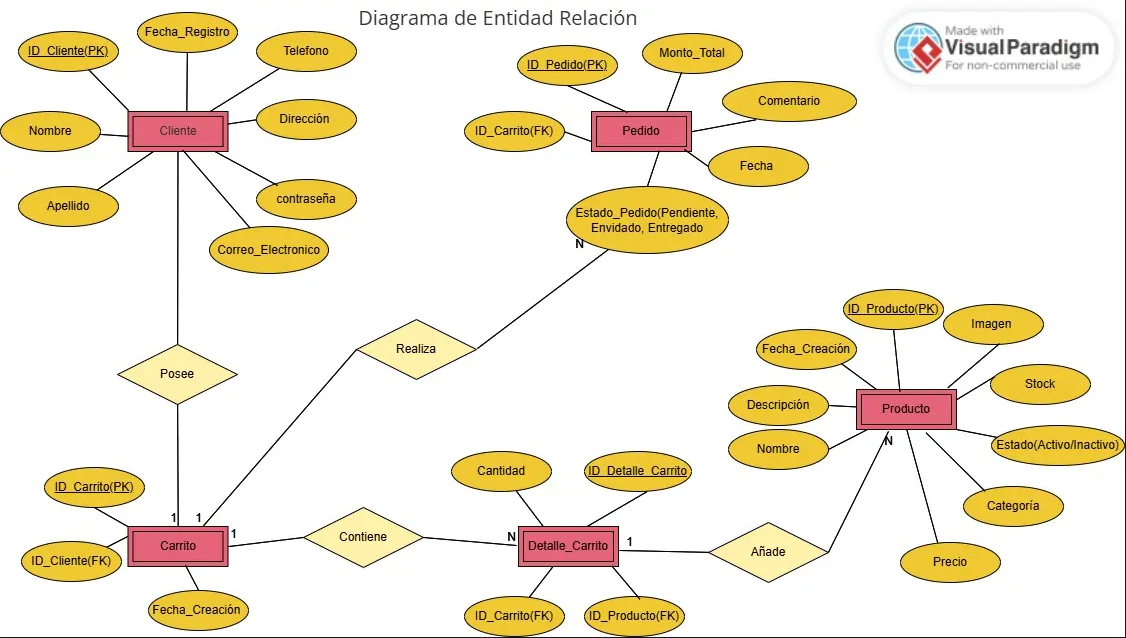 Diagrama de Entidad Relación
Made with
VisualParadigm
For non-commercial use
ID_Cliente(PK)
Fecha_Registro
Telefono
Nombre
Cliente
Dirección
Apellido
contraseña
Correo_Electronico
ID_Pedido(PK)
Monto_Total
Comentario
ID_Carrito(FK)
Pedido
Fecha
Estado_Pedido(Pendiente,
Envidado, Entregado
N
Realiza
Posee
ID_Producto(PK)
Imagen
Fecha_Creación
Stock
Descripción
Producto
Nombre
N
Estado(Activo/Inactivo)
Categoría
Precio
ID_Carrito(PK)
1
1
Carrito
1
ID_Cliente(FK)
Fecha_Creación
Contiene
Cantidad
ID_Detalle_Carrito
N
Detalle_Carrito
1
Añade
ID_Carrito(FK)
ID_Producto(FK)